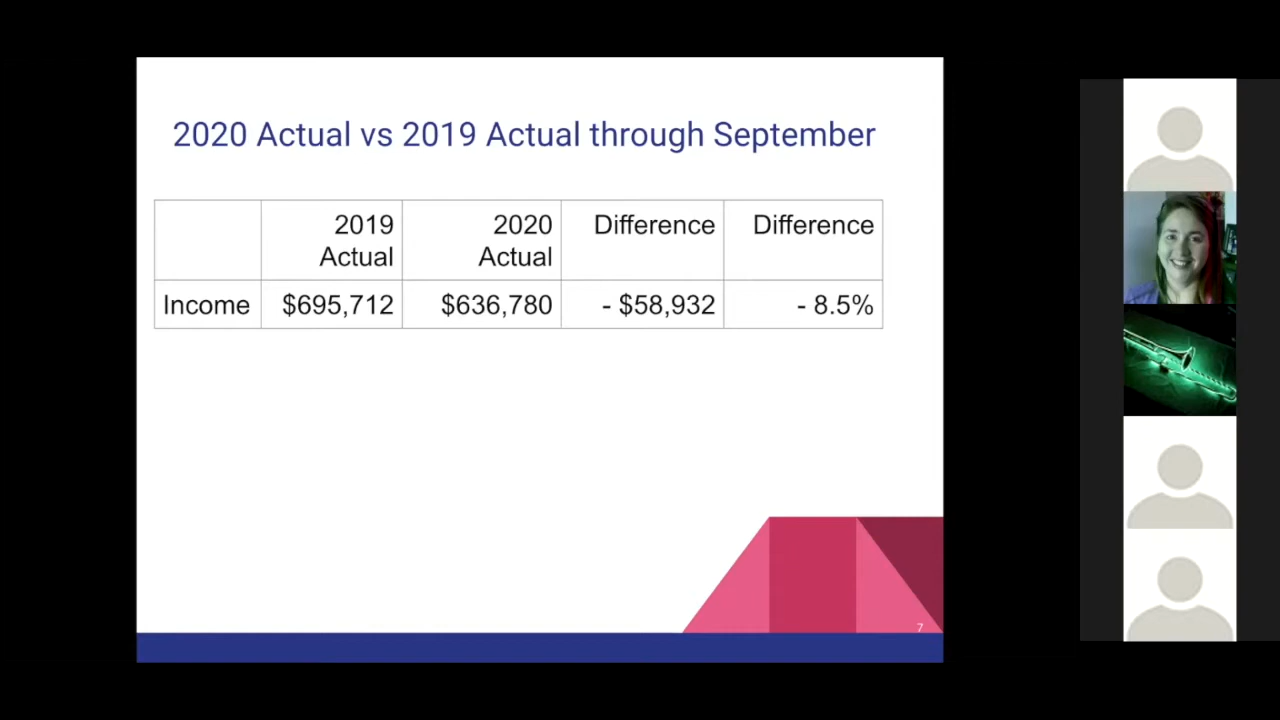 2020 Actual vs 2019 Actual through September
2019 Actual 2020 Actual Difference Difference
Income $695,712 $636,780 - $58,932 - 8.5%
7